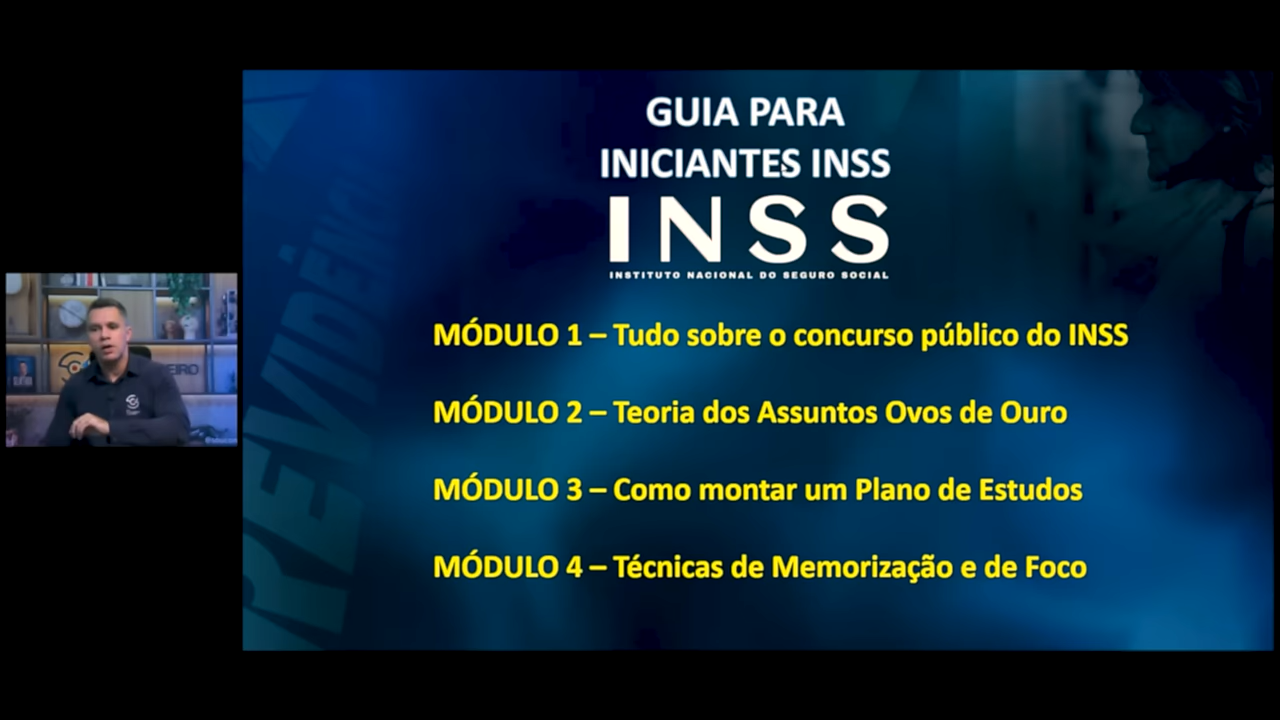 GUIA PARA
INICIANTES INSS
INSS
INSTITUTO NACIONAL DO SEGURO SOCIAL
MÓDULO 1 – Tudo sobre o concurso público do INSS
MÓDULO 2 – Teoria dos Assuntos Ovos de Ouro
MÓDULO 3 – Como montar um Plano de Estudos
MÓDULO 4 – Técnicas de Memorização e de Foco